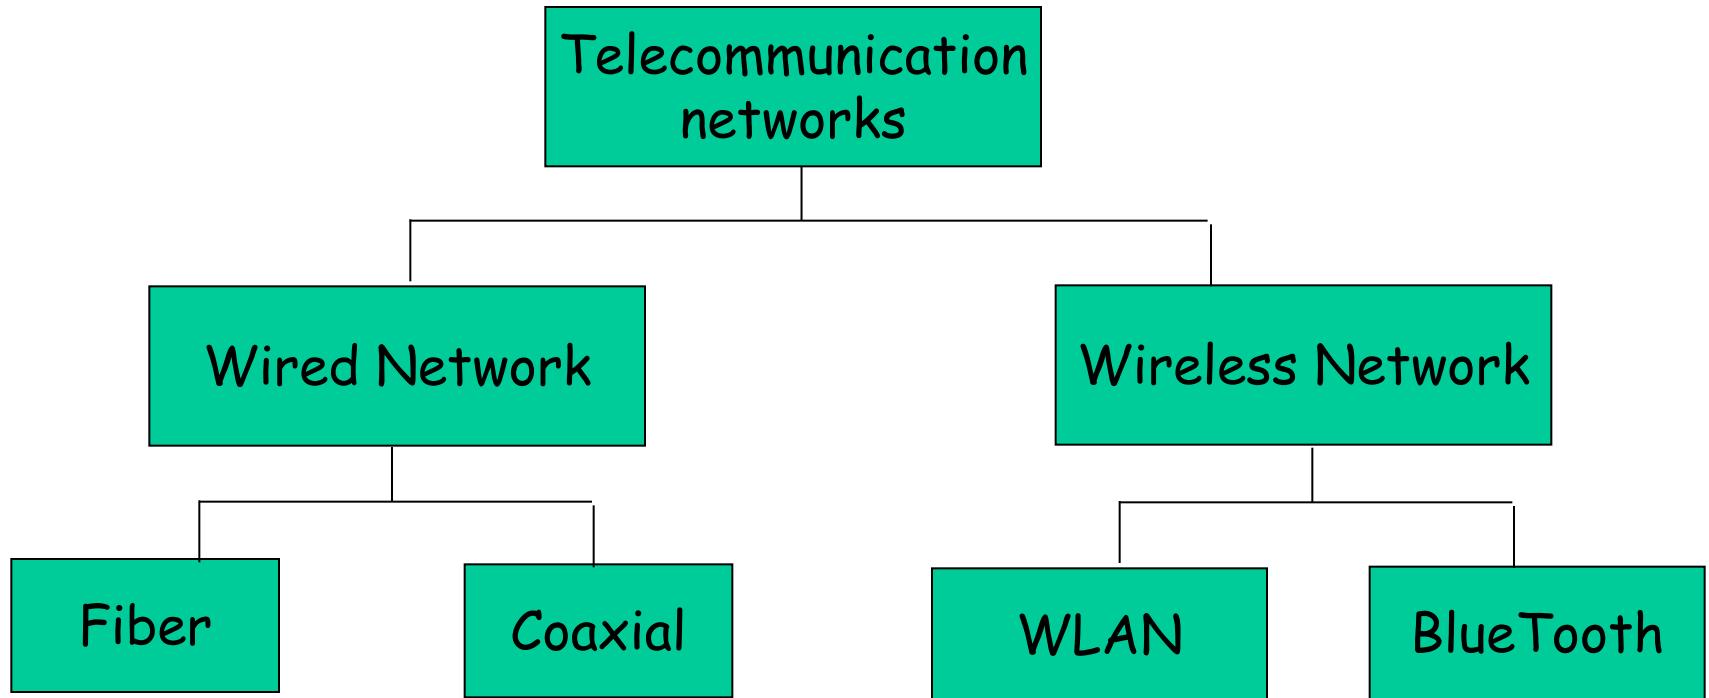 Telecommunication
networks
Wired Network
Wireless Network
Fiber
Coaxial
WLAN
BlueTooth